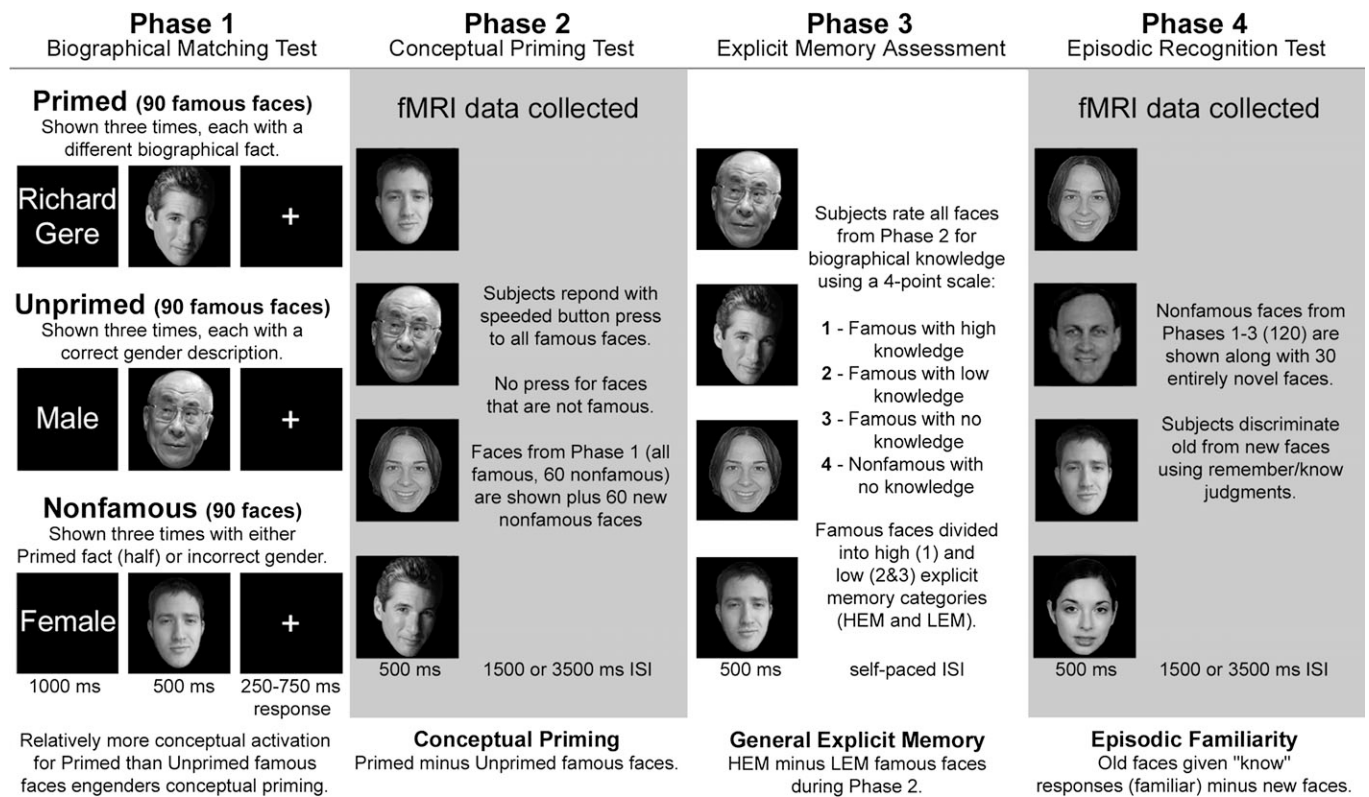 Phase 1
Biographical Matching Test
Primed (90 famous faces)
Shown three times, each with a
different biographical fact.
Richard
Gere
+
Unprimed (90 famous faces)
Shown three times, each with a
correct gender description.
Male
+
Nonfamous (90 faces)
Shown three times with either
Primed fact (half) or incorrect gender.
Female
+
1000 ms
500 ms
250-750 ms
response
Relatively more conceptual activation
for Primed than Unprimed famous
faces engenders conceptual priming.
Phase 2
Conceptual Priming Test
fMRI data collected
Subjects repond with
speeded button press
to all famous faces.
No press for faces
that are not famous.
Faces from Phase 1 (all
famous, 60 nonfamous)
are shown plus 60 new
nonfamous faces
500 ms
1500 or 3500 ms ISI
Conceptual Priming
Primed minus Unprimed famous faces.
Phase 3
Explicit Memory Assessment
Subjects rate all faces
from Phase 2 for
biographical knowledge
using a 4-point scale:
1 - Famous with high
knowledge
2 - Famous with low
knowledge
3 - Famous with no
knowledge
4 - Nonfamous with
no knowledge
Famous faces divided
into high (1) and
low (2&3) explicit
memory categories
(HEM and LEM).
500 ms
self-paced ISI
General Explicit Memory
HEM minus LEM famous faces
during Phase 2.
Phase 4
Episodic Recognition Test
fMRI data collected
Nonfamous faces from
Phases 1-3 (120) are
shown along with 30
entirely novel faces.
Subjects discriminate
old from new faces
using remember/know
judgments.
500 ms
1500 or 3500 ms ISI
Episodic Familiarity
Old faces given "know"
responses (familiar) minus new faces.